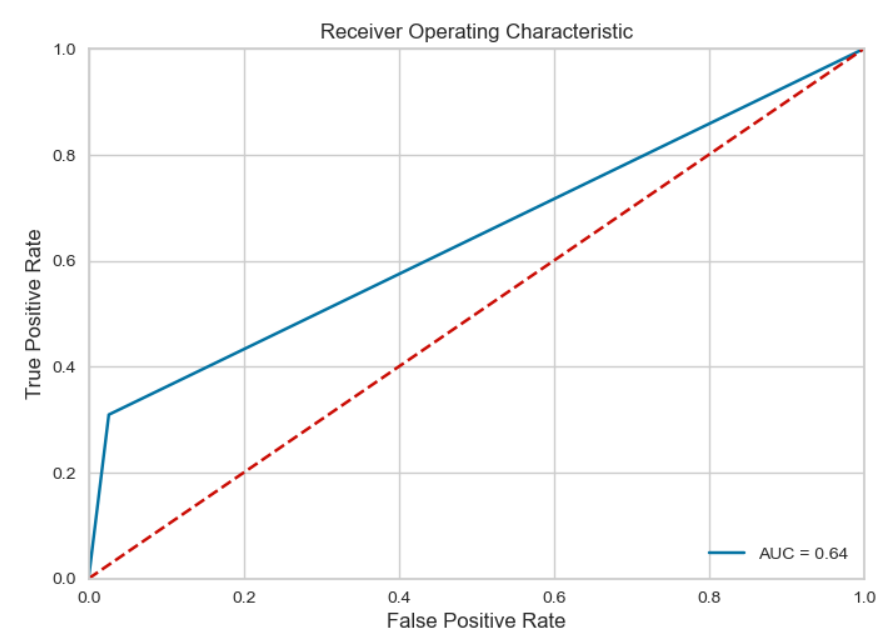 Receiver Operating Characteristic
1.0
0.8
0.6
0.4
0.2
0.0
True Positive Rate
AUC = 0.64
0.0 0.2 0.4 0.6 0.8 1.0
False Positive Rate